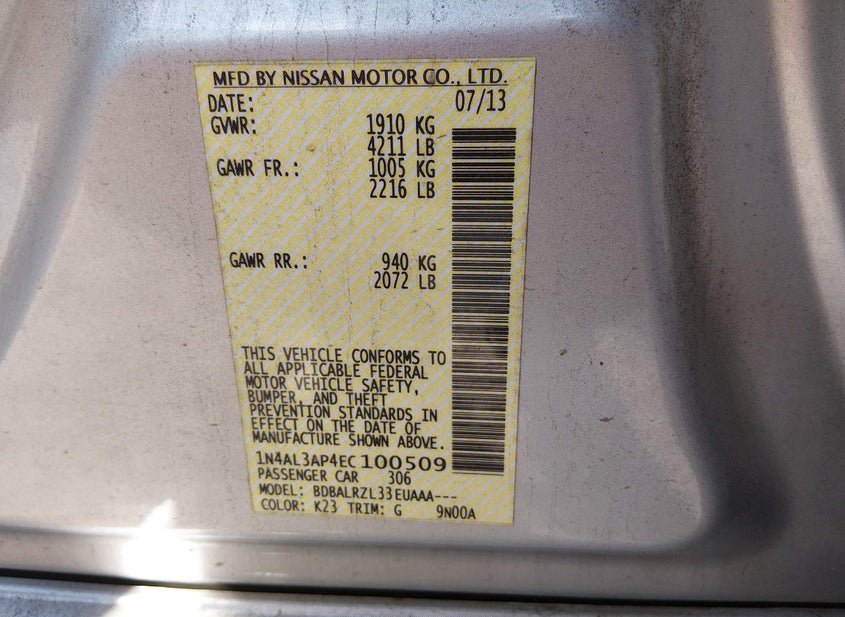 MFD BY NISSAN MOTOR CO., LTD.
DATE: 07/13
GVWR: 1910 KG
4211 LB
GAWR FR.: 1005 KG
2216 LB
GAWR RR.: 940 KG
2072 LB
THIS VEHICLE CONFORMS TO
ALL APPLICABLE FEDERAL
MOTOR VEHICLE SAFETY,
BUMPER, AND THEFT
PREVENTION STANDARDS IN
EFFECT ON THE DATE OF
MANUFACTURE SHOWN ABOVE.
1N4AL3AP4EC100509
PASSENGER CAR 306
MODEL: BDBALRZL33EUAAA---
COLOR: K23 TRIM: G 9N00A